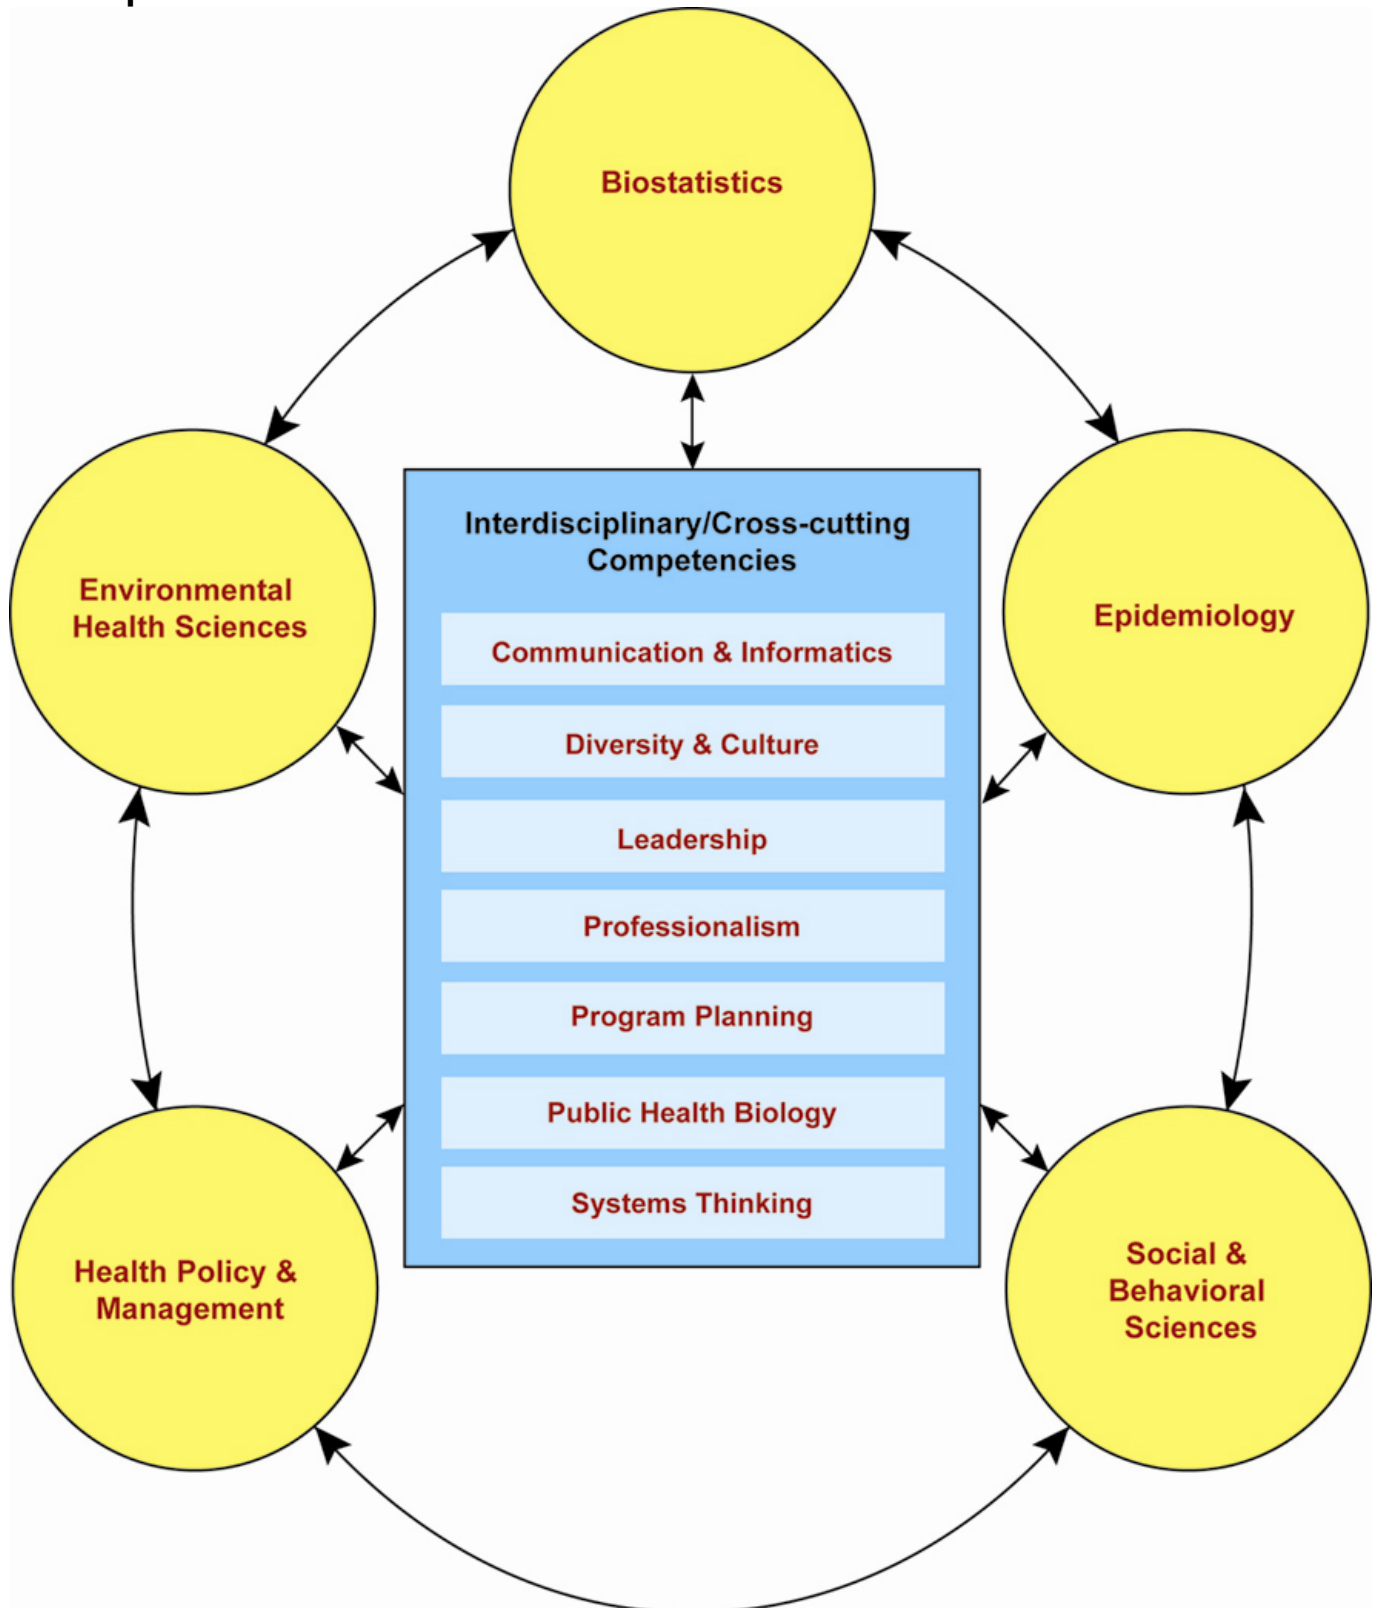 Biostatistics
Environmental
Health Sciences
Epidemiology
Interdisciplinary/Cross-cutting
Competencies
Communication & Informatics
Diversity & Culture
Leadership
Professionalism
Program Planning
Public Health Biology
Systems Thinking
Health Policy &
Management
Social &
Behavioral
Sciences